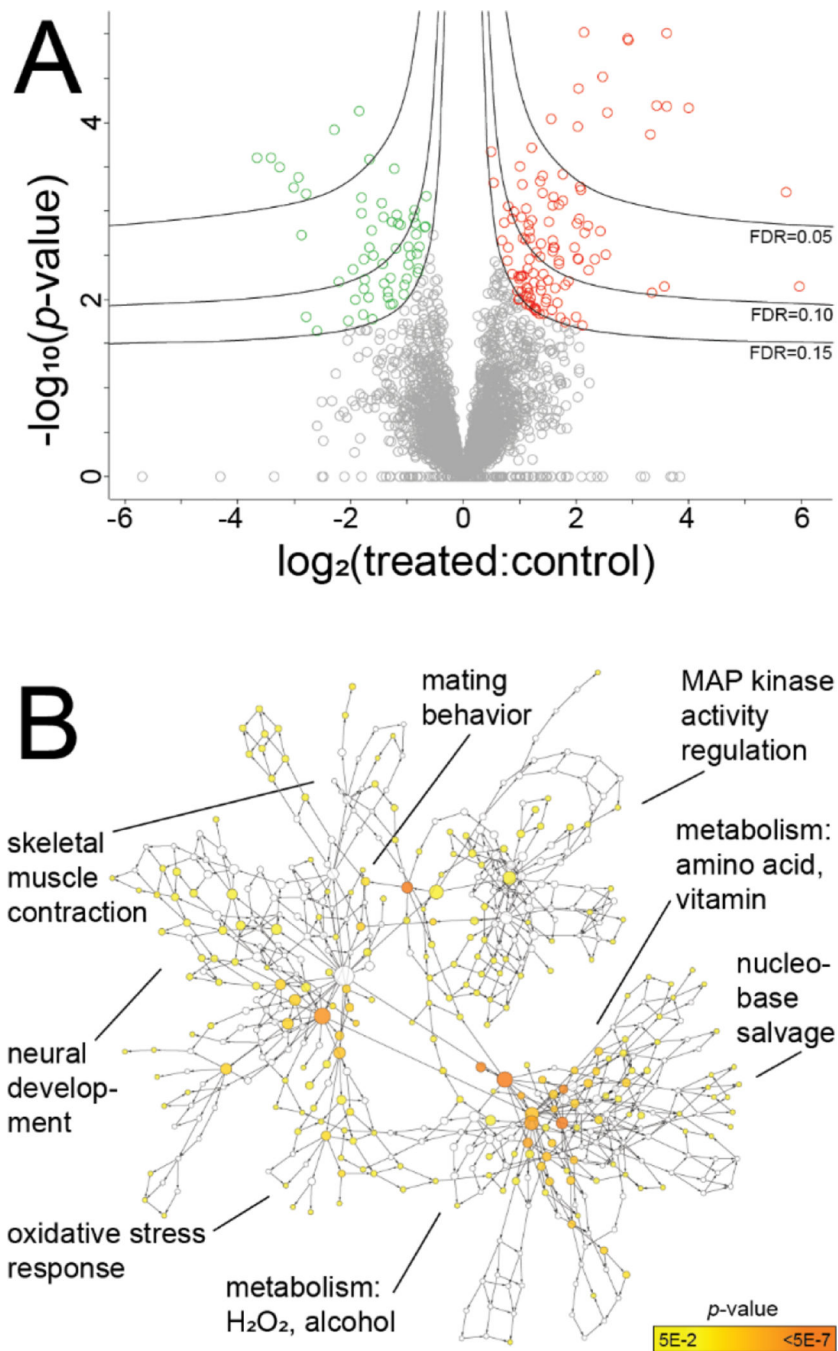 A
4
2
0
-log₁₀(p-value)
FDR=0.05
FDR=0.10
FDR=0.15
-6
-4
-2
0
2
4
6
log₂(treated:control)
B
mating
behavior
MAP kinase
activity
regulation
skeletal
muscle
contraction
metabolism:
amino acid,
vitamin
nucleo-
base
salvage
neural
develop-
ment
oxidative stress
response
metabolism:
H₂O₂, alcohol
p-value
5E-2
<5E-7